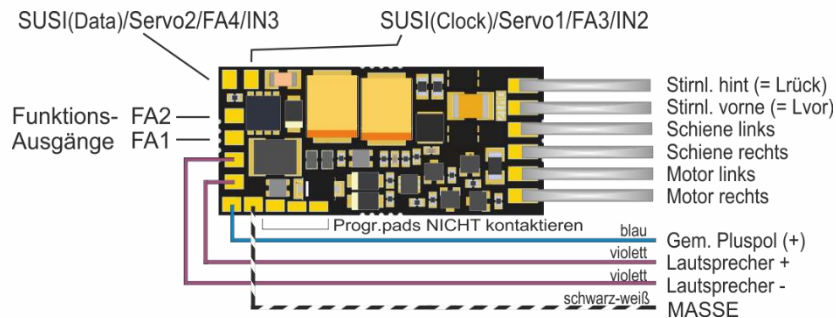 SUSI(Data)/Servo2/FA4/IN3
SUSI(Clock)/Servo1/FA3/IN2
Funktions- FA2
Ausgänge FA1
Stirnl. hint (= Lrück)
Stirnl. vorne (= Lvor)
Schiene links
Schiene rechts
Motor links
Motor rechts
Progr.pads NICHT kontaktieren
blau Gem. Pluspol (+)
violett Lautsprecher +
violett Lautsprecher -
schwarz-weiß MASSE